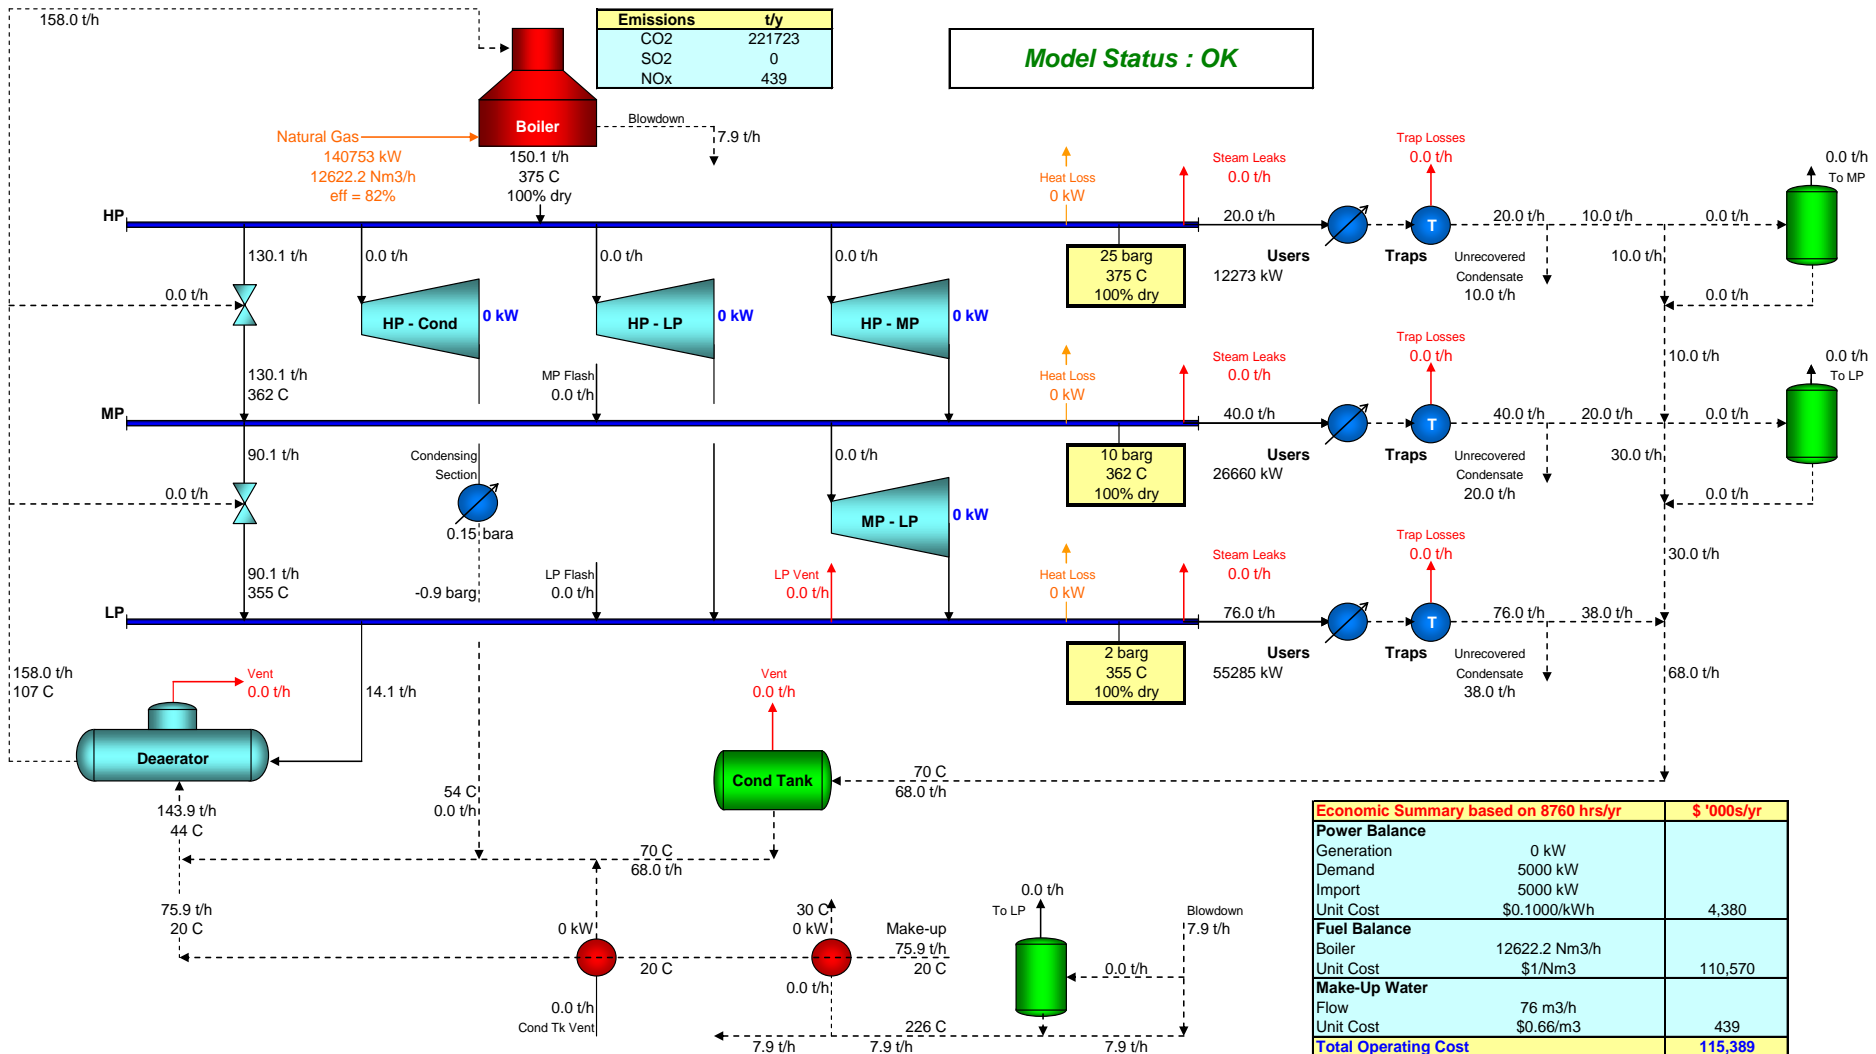 158.0 t/h
Emissions t/y
CO2 221723
SO2 0
NOx 439
Model Status : OK
Boiler
Blowdown
7.9 t/h
Natural Gas
140753 kW
12622.2 Nm3/h
eff = 82%
150.1 t/h
375 C
100% dry
Heat Loss
0 kW
Steam Leaks
0.0 t/h
Trap Losses
0.0 t/h
0.0 t/h
To MP
HP
20.0 t/h
20.0 t/h
10.0 t/h
0.0 t/h
T
130.1 t/h
0.0 t/h
0.0 t/h
0.0 t/h
25 barg
375 C
100% dry
Users
12273 kW
Traps
Unrecovered
Condensate
10.0 t/h
10.0 t/h
0.0 t/h
0.0 t/h
HP - Cond
0 kW
HP - LP
0 kW
HP - MP
0 kW
130.1 t/h
362 C
MP Flash
0.0 t/h
Heat Loss
0 kW
Steam Leaks
0.0 t/h
Trap Losses
0.0 t/h
10.0 t/h
0.0 t/h
To LP
MP
40.0 t/h
40.0 t/h
20.0 t/h
0.0 t/h
T
90.1 t/h
Condensing
Section
0.0 t/h
10 barg
362 C
100% dry
Users
26660 kW
Traps
Unrecovered
Condensate
20.0 t/h
30.0 t/h
0.0 t/h
0.0 t/h
0.15 bara
MP - LP
0 kW
90.1 t/h
355 C
-0.9 barg
LP Flash
0.0 t/h
LP Vent
0.0 t/h
Heat Loss
0 kW
Steam Leaks
0.0 t/h
Trap Losses
0.0 t/h
30.0 t/h
LP
76.0 t/h
76.0 t/h
38.0 t/h
T
2 barg
355 C
100% dry
Users
55285 kW
Traps
Unrecovered
Condensate
38.0 t/h
68.0 t/h
158.0 t/h
107 C
Vent
0.0 t/h
14.1 t/h
Vent
0.0 t/h
Deaerator
Cond Tank
70 C
68.0 t/h
143.9 t/h
44 C
54 C
0.0 t/h
70 C
68.0 t/h
75.9 t/h
20 C
0 kW
20 C
0.0 t/h
Cond Tk Vent
30 C
0 kW
0.0 t/h
Make-up
75.9 t/h
20 C
0.0 t/h
To LP
Blowdown
7.9 t/h
0.0 t/h
226 C
7.9 t/h
7.9 t/h
7.9 t/h
Economic Summary based on 8760 hrs/yr $ '000s/yr
Power Balance
Generation 0 kW
Demand 5000 kW
Import 5000 kW
Unit Cost $0.1000/kWh 4,380
Fuel Balance
Boiler 12622.2 Nm3/h
Unit Cost $1/Nm3 110,570
Make-Up Water
Flow 76 m3/h
Unit Cost $0.66/m3 439
Total Operating Cost 115,389